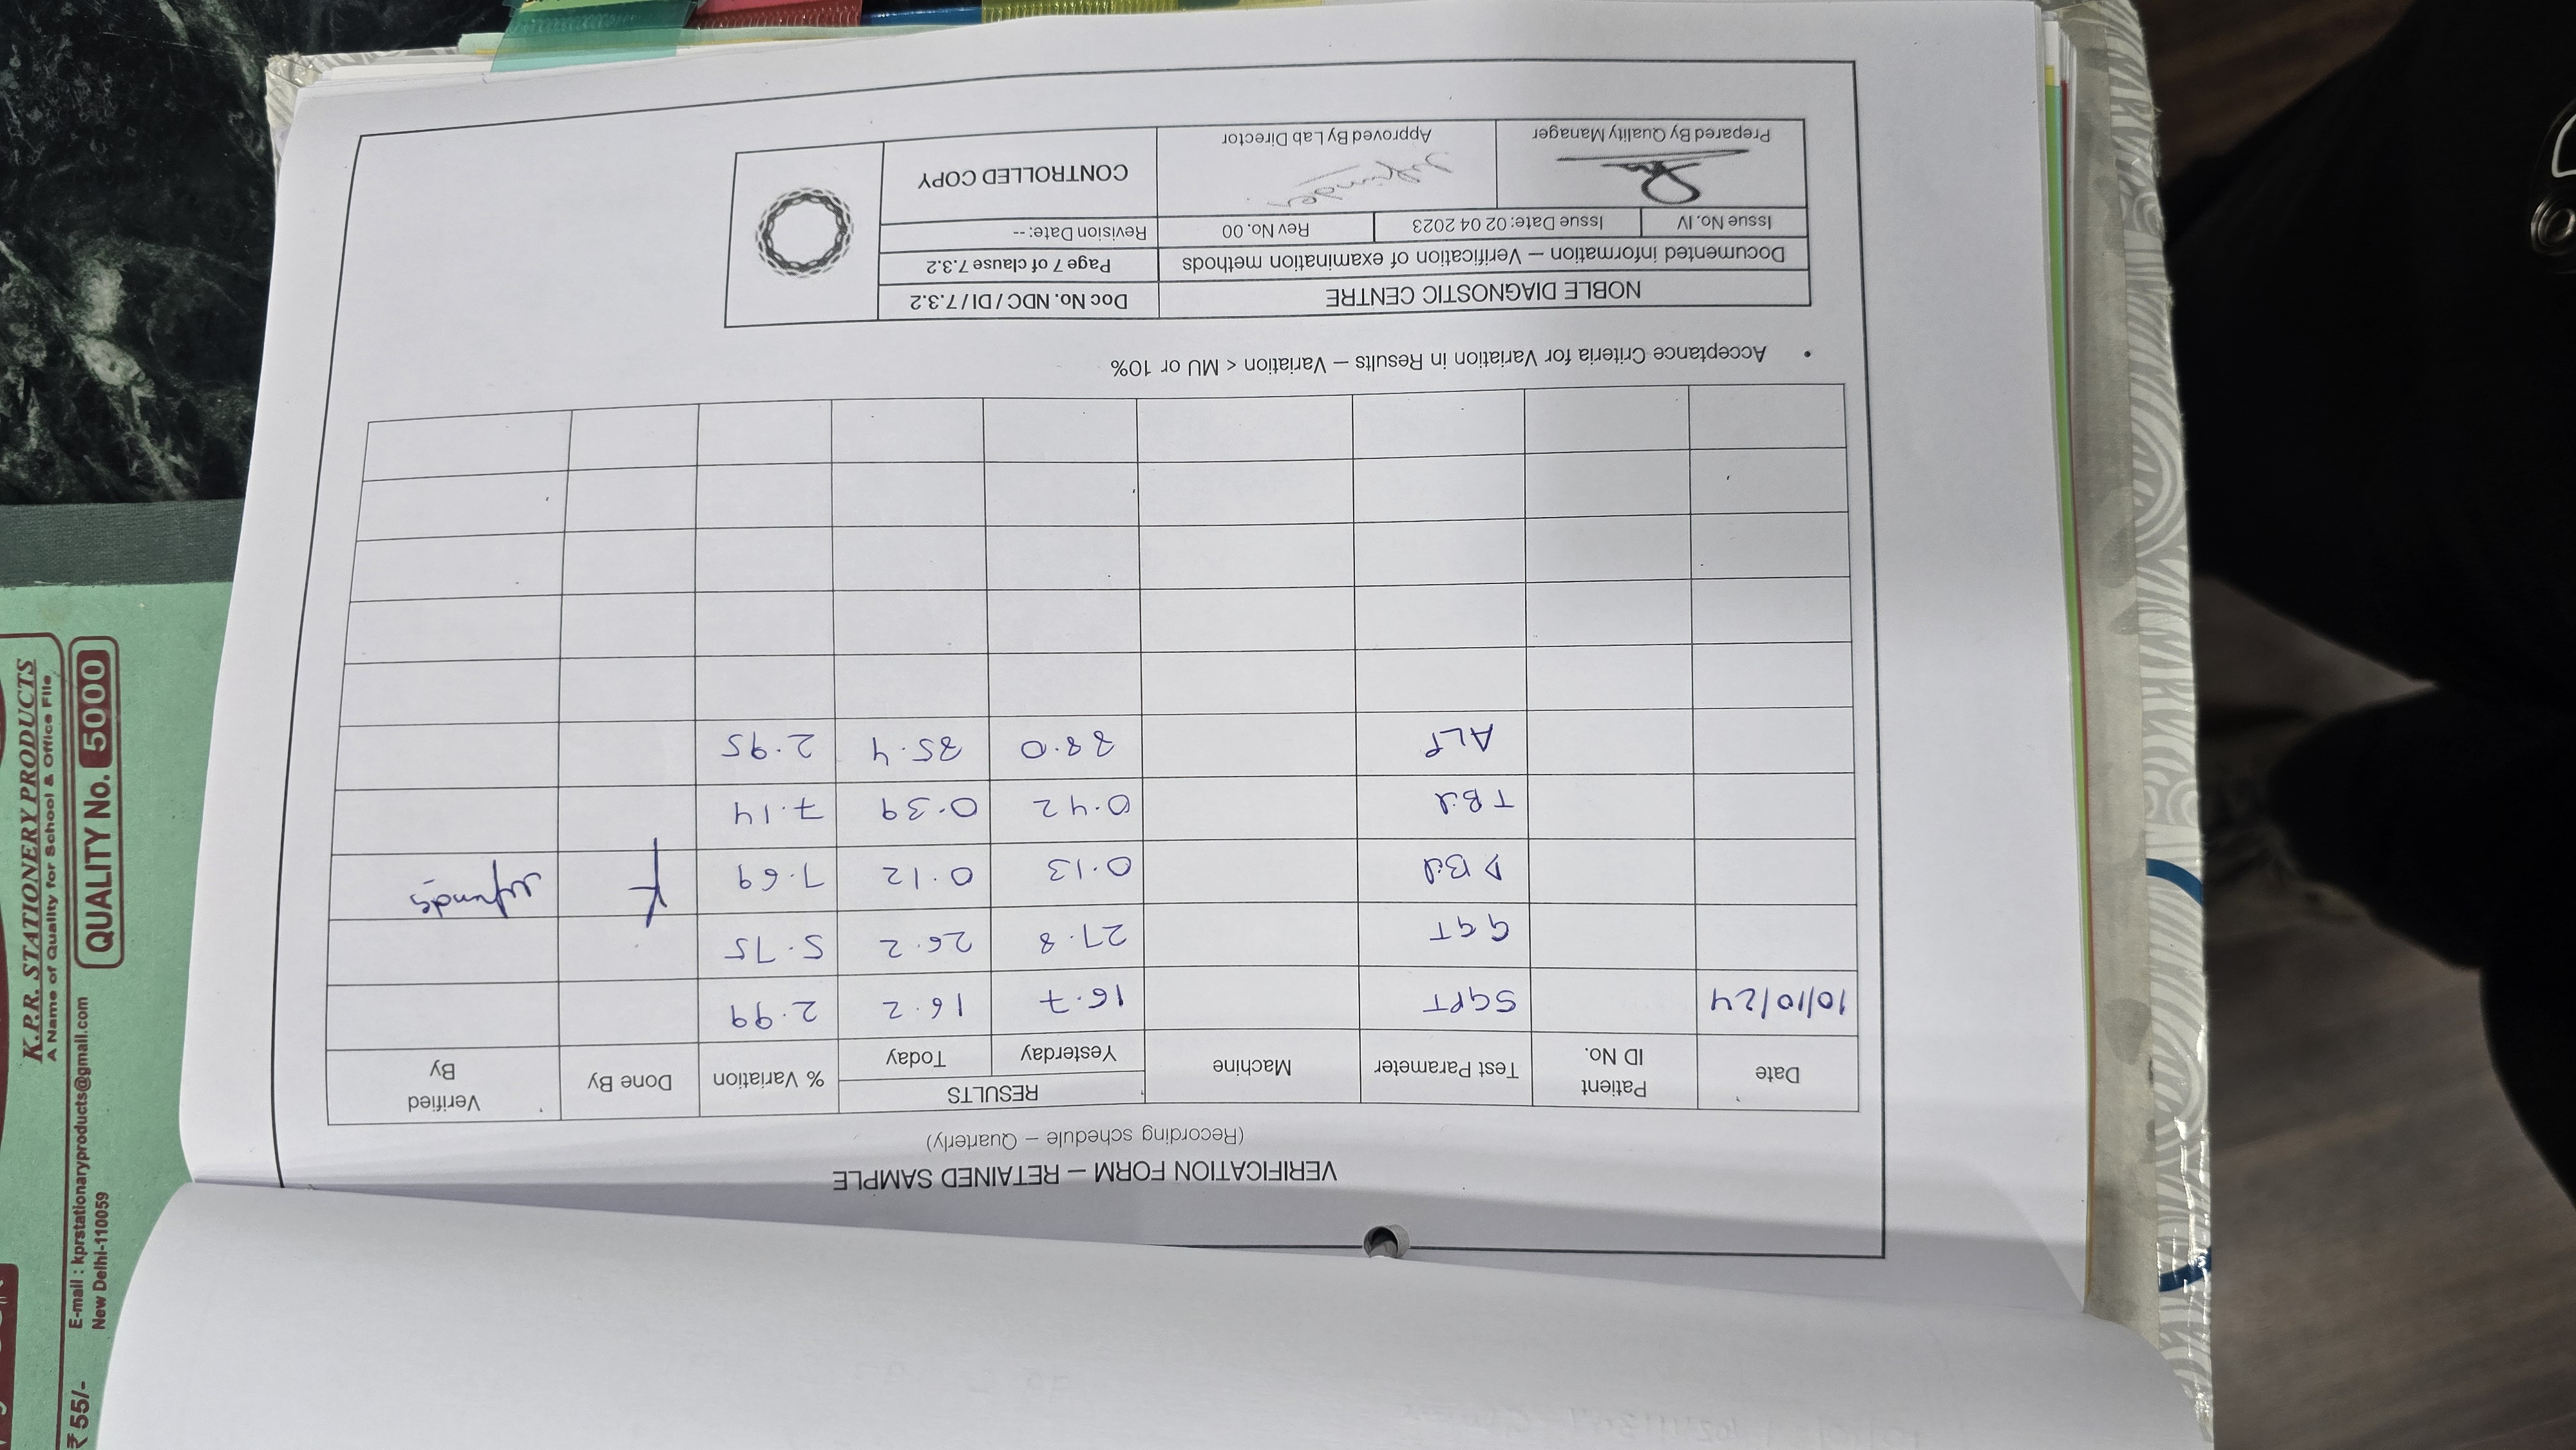 VERIFICATION FORM – RETAINED SAMPLE
(Recording schedule – Quarterly)
Date Patient ID No. Test Parameter Machine RESULTS Yesterday Today % Variation Done By Verified By
10/10/24 SGPT 16.7 16.2 2.99
GGT 27.8 26.2 5.75
D Bil 0.13 0.12 7.69
T Bil 0.42 0.39 7.14
ALP 35.4 2.95
• Acceptance Criteria for Variation in Results – Variation < MU or 10%
NOBLE DIAGNOSTIC CENTRE Doc No. NDC / DI / 7.3.2
Documented information – Verification of examination methods Page 7 of clause 7.3.2
Issue No. IV Issue Date: 02 04 2023 Rev No. 00 Revision Date: --
CONTROLLED COPY
Prepared By Quality Manager Approved By Lab Director
K.P.R. STATIONERY PRODUCTS
A Name of Quality for School & Office File
QUALITY No. 5000
E-mail : kprstationaryproducts@gmail.com
New Delhi-110059
₹ 55/-